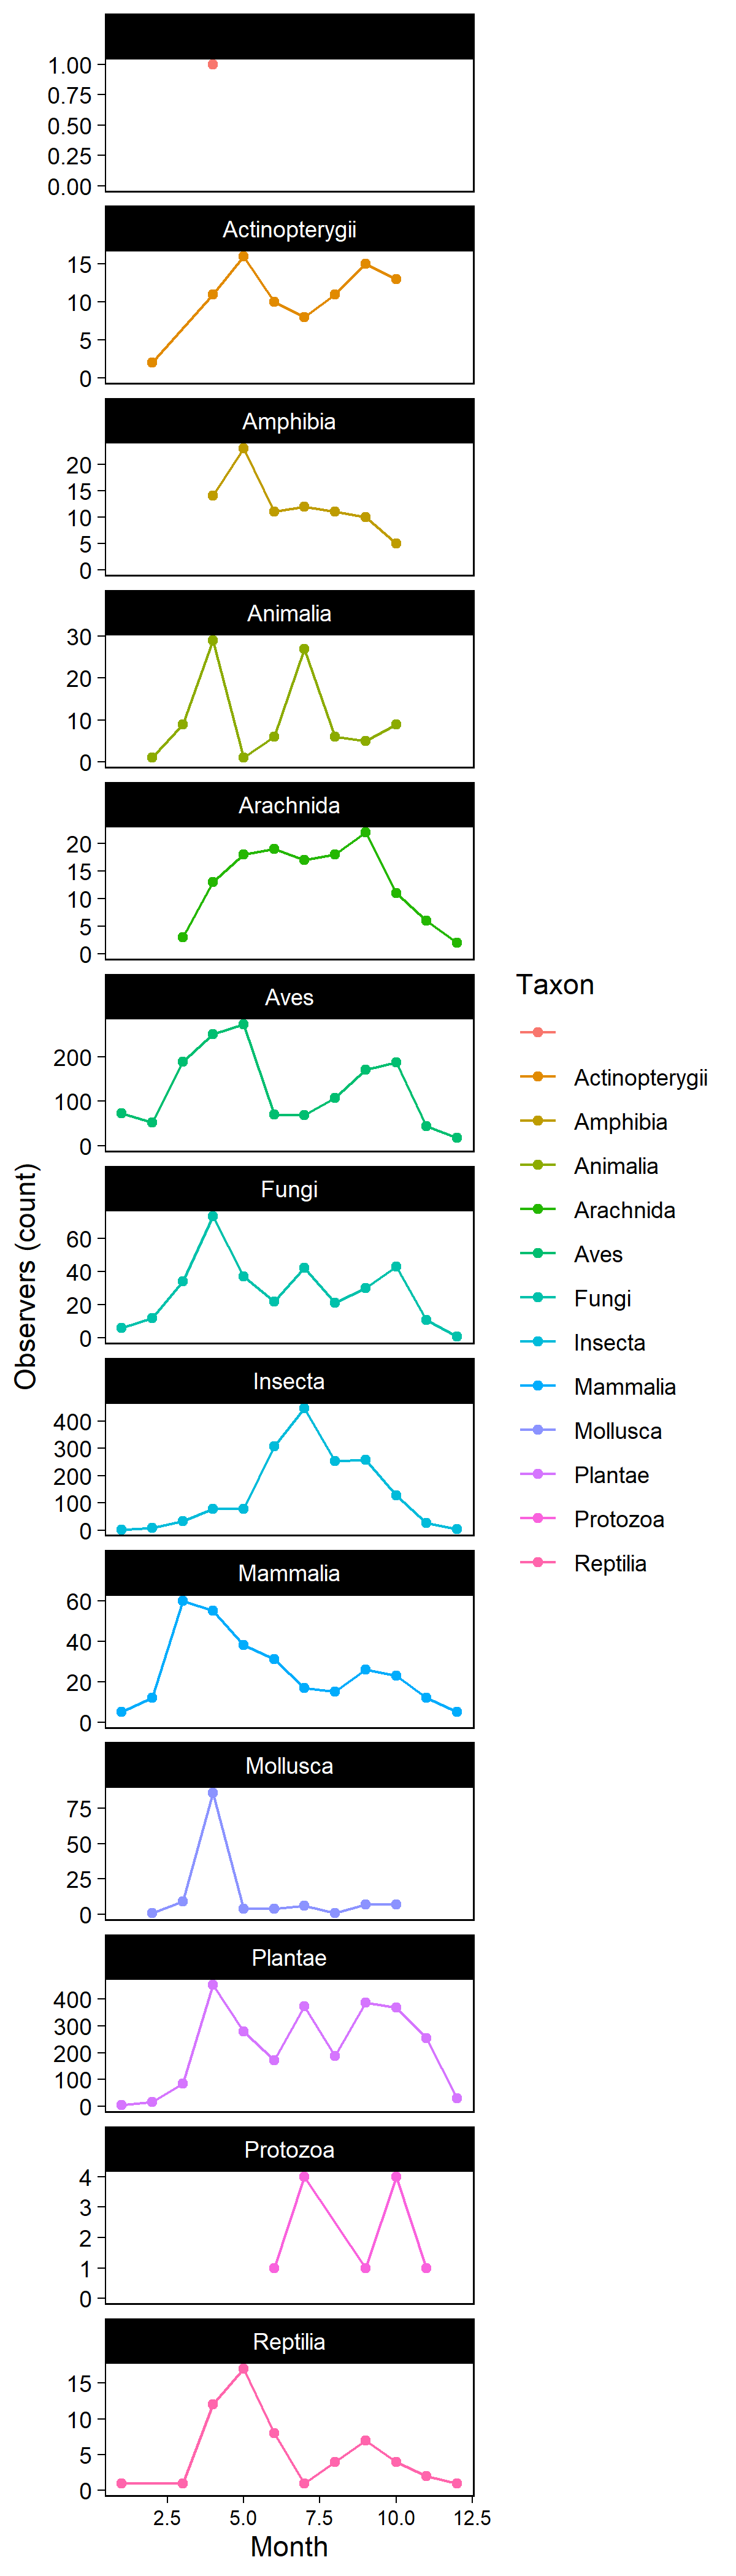 1.00
0.75
0.50
0.25
0.00
Actinopterygii
15
10
5
0
Amphibia
20
15
10
5
0
Animalia
30
20
10
0
Arachnida
20
15
10
5
0
Aves
200
100
0
Fungi
60
40
20
0
Insecta
400
300
200
100
0
Mammalia
60
40
20
0
Mollusca
75
50
25
0
Plantae
400
300
200
100
0
Protozoa
4
3
2
1
0
Reptilia
15
10
5
0
2.5 5.0 7.5 10.0 12.5
Month
Observers (count)
Taxon
Actinopterygii
Amphibia
Animalia
Arachnida
Aves
Fungi
Insecta
Mammalia
Mollusca
Plantae
Protozoa
Reptilia